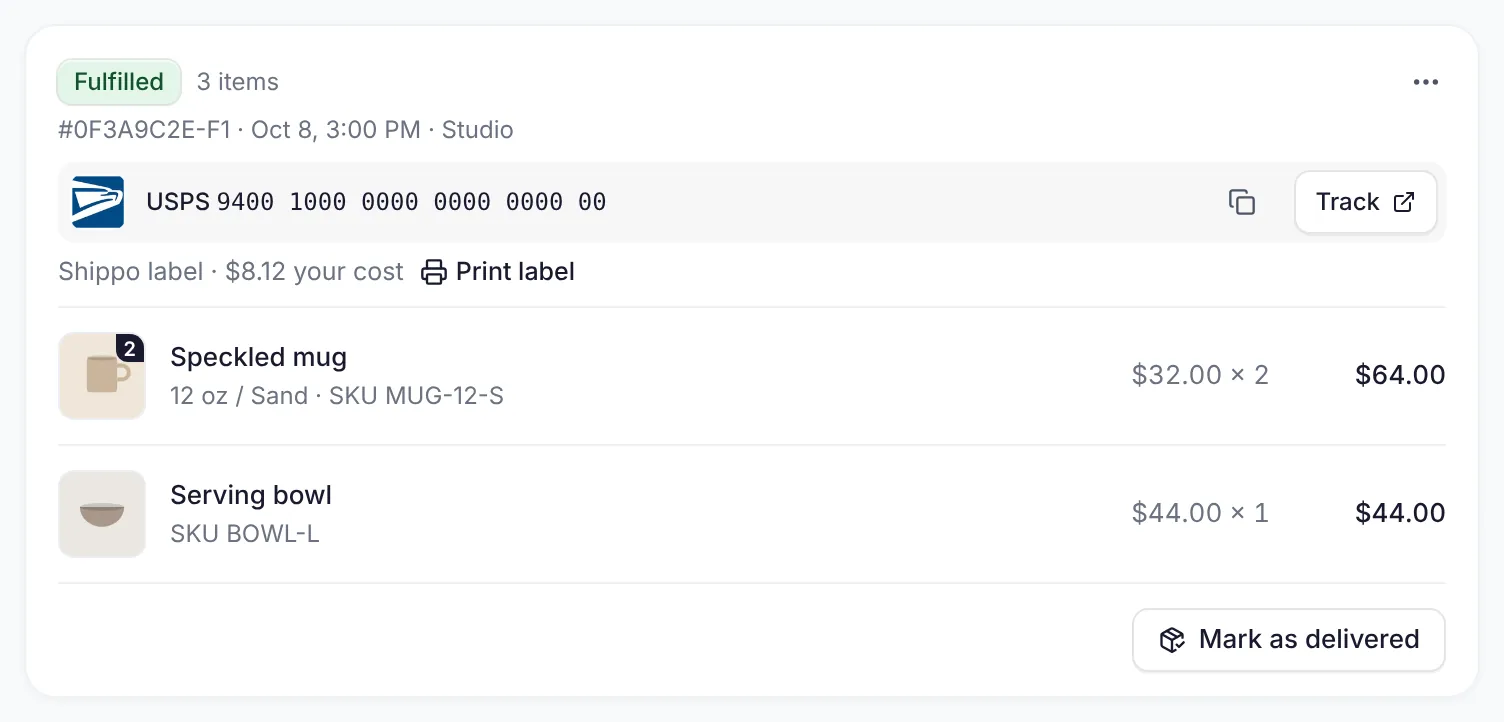 Fulfilled 3 items
#0F3A9C2E-F1 · Oct 8, 3:00 PM · Studio
USPS 9400 1000 0000 0000 0000 00 Track
Shippo label · $8.12 your cost Print label
2
Speckled mug
12 oz / Sand · SKU MUG-12-S
$32.00 × 2 $64.00
Serving bowl
SKU BOWL-L
$44.00 × 1 $44.00
Mark as delivered